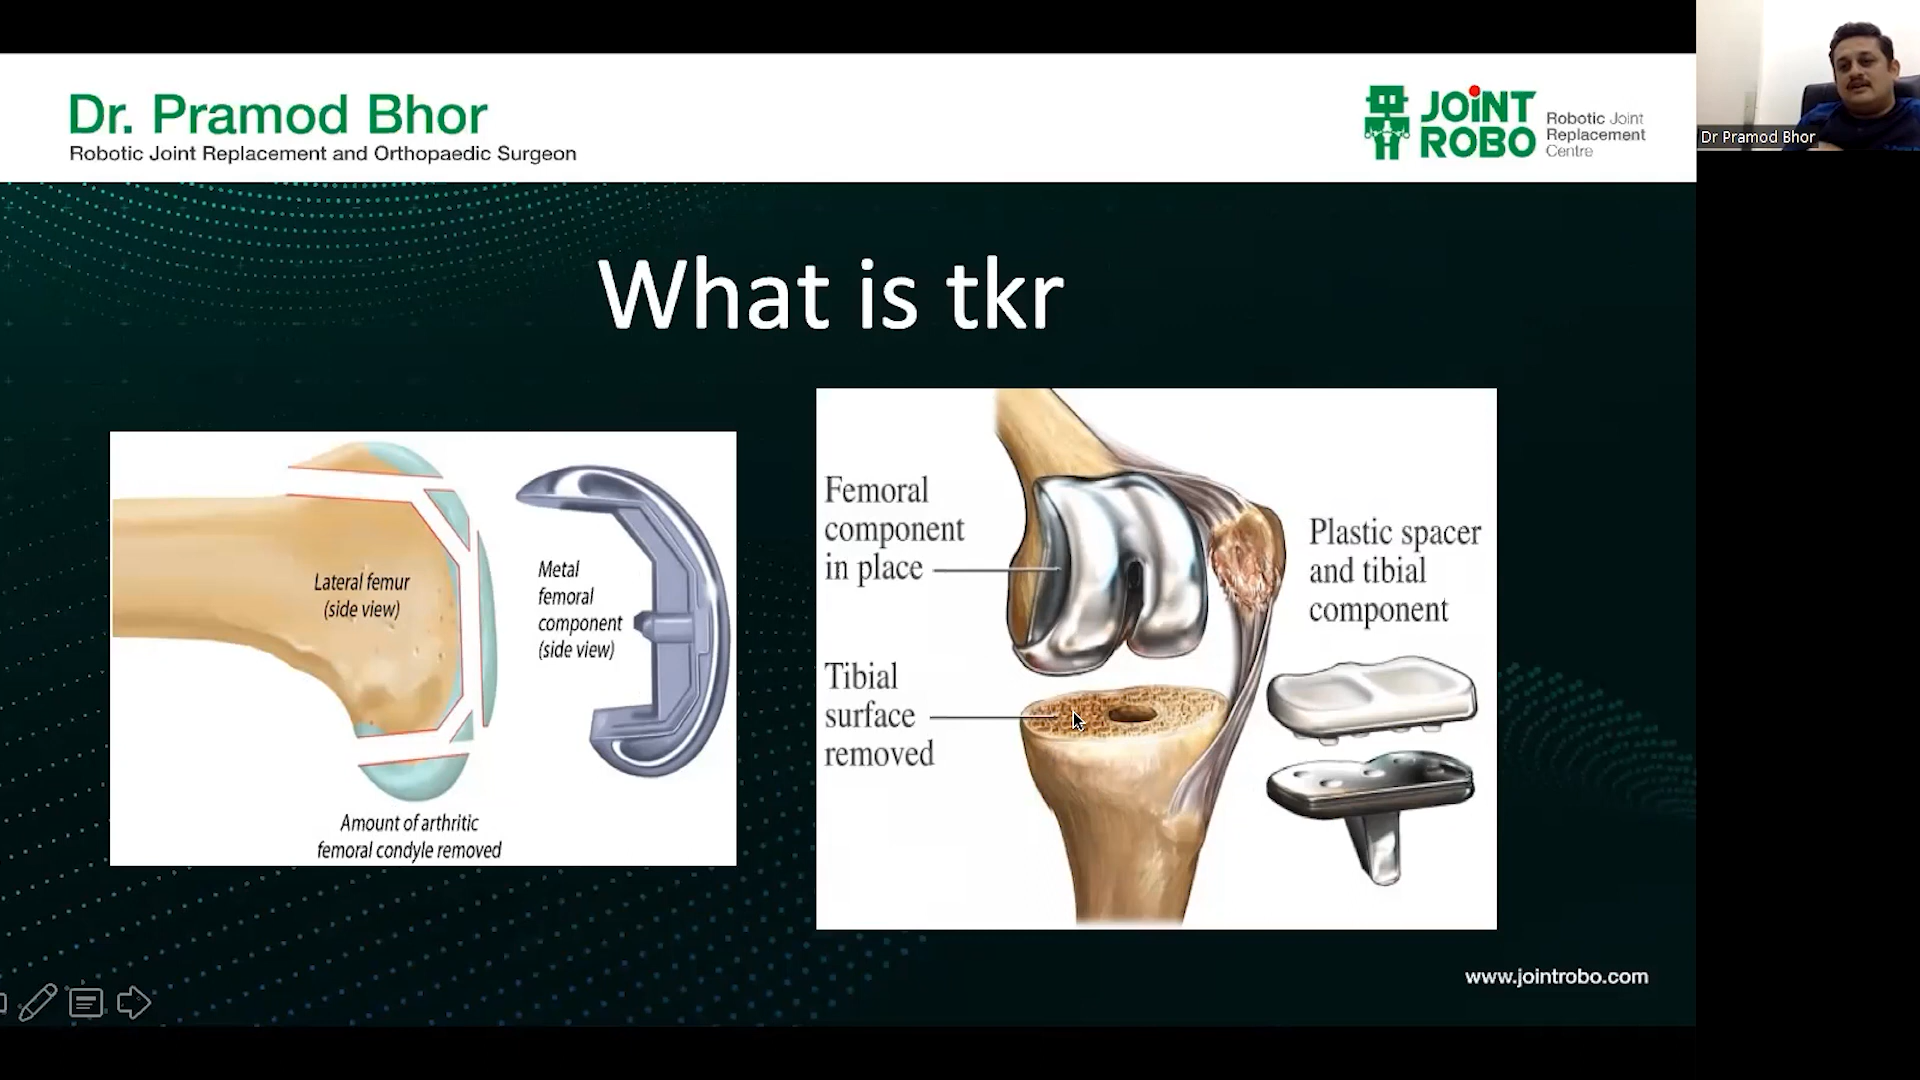 Dr. Pramod Bhor
Robotic Joint Replacement and Orthopaedic Surgeon
JOiNT
ROBO
Robotic Joint
Replacement
Centre
Dr Pramod Bhor
What is tkr
Lateral femur
(side view)
Metal
femoral
component
(side view)
Amount of arthritic
femoral condyle removed
Femoral
component
in place
Tibial
surface
removed
Plastic spacer
and tibial
component
www.jointrobo.com